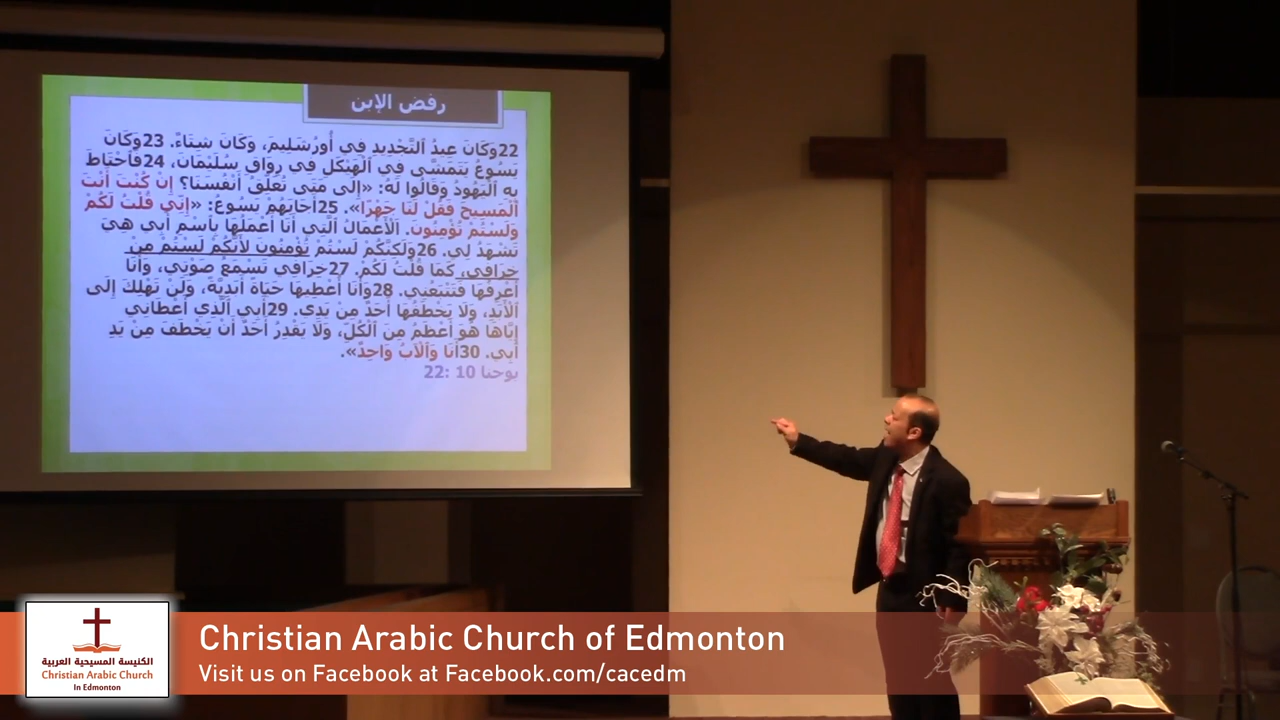 رفض الإبن
22وَكَانَ عِيدُ ٱلتَّجْدِيدِ فِي أُورُشَلِيمَ، وَكَانَ شِتَاءٌ. 23وَكَانَ
يَسُوعُ يَتَمَشَّى فِي ٱلْهَيْكَلِ فِي رِوَاقِ سُلَيْمَانَ، 24فَٱحْتَاطَ
بِهِ ٱلْيَهُودُ وَقَالُوا لَهُ: «إِلَى مَتَى تُعَلِّقُ أَنْفُسَنَا؟ إِنْ كُنْتَ أَنْتَ
ٱلْمَسِيحَ فَقُلْ لَنَا جَهْرًا». 25أَجَابَهُمْ يَسُوعُ: «إِنِّي قُلْتُ لَكُمْ
وَلَسْتُمْ تُؤْمِنُونَ. اَلْأَعْمَالُ ٱلَّتِي أَنَا أَعْمَلُهَا بِٱسْمِ أَبِي هِيَ
تَشْهَدُ لِي. 26وَلَكِنَّكُمْ لَسْتُمْ تُؤْمِنُونَ لِأَنَّكُمْ لَسْتُمْ مِنْ
خِرَافِي، كَمَا قُلْتُ لَكُمْ. 27خِرَافِي تَسْمَعُ صَوْتِي، وَأَنَا
أَعْرِفُهَا فَتَتْبَعُنِي. 28وَأَنَا أُعْطِيهَا حَيَاةً أَبَدِيَّةً، وَلَنْ تَهْلِكَ إِلَى
ٱلْأَبَدِ، وَلَا يَخْطَفُهَا أَحَدٌ مِنْ يَدِي. 29أَبِي ٱلَّذِي أَعْطَانِي
إِيَّاهَا هُوَ أَعْظَمُ مِنَ ٱلْكُلِّ، وَلَا يَقْدِرُ أَحَدٌ أَنْ يَخْطَفَ مِنْ يَدِ
أَبِي. 30أَنَا وَٱلْآبُ وَاحِدٌ».
يوحنا 10 :22
Christian Arabic Church of Edmonton
Visit us on Facebook at Facebook.com/cacedm
الكنيسة المسيحية العربية
Christian Arabic Church
In Edmonton